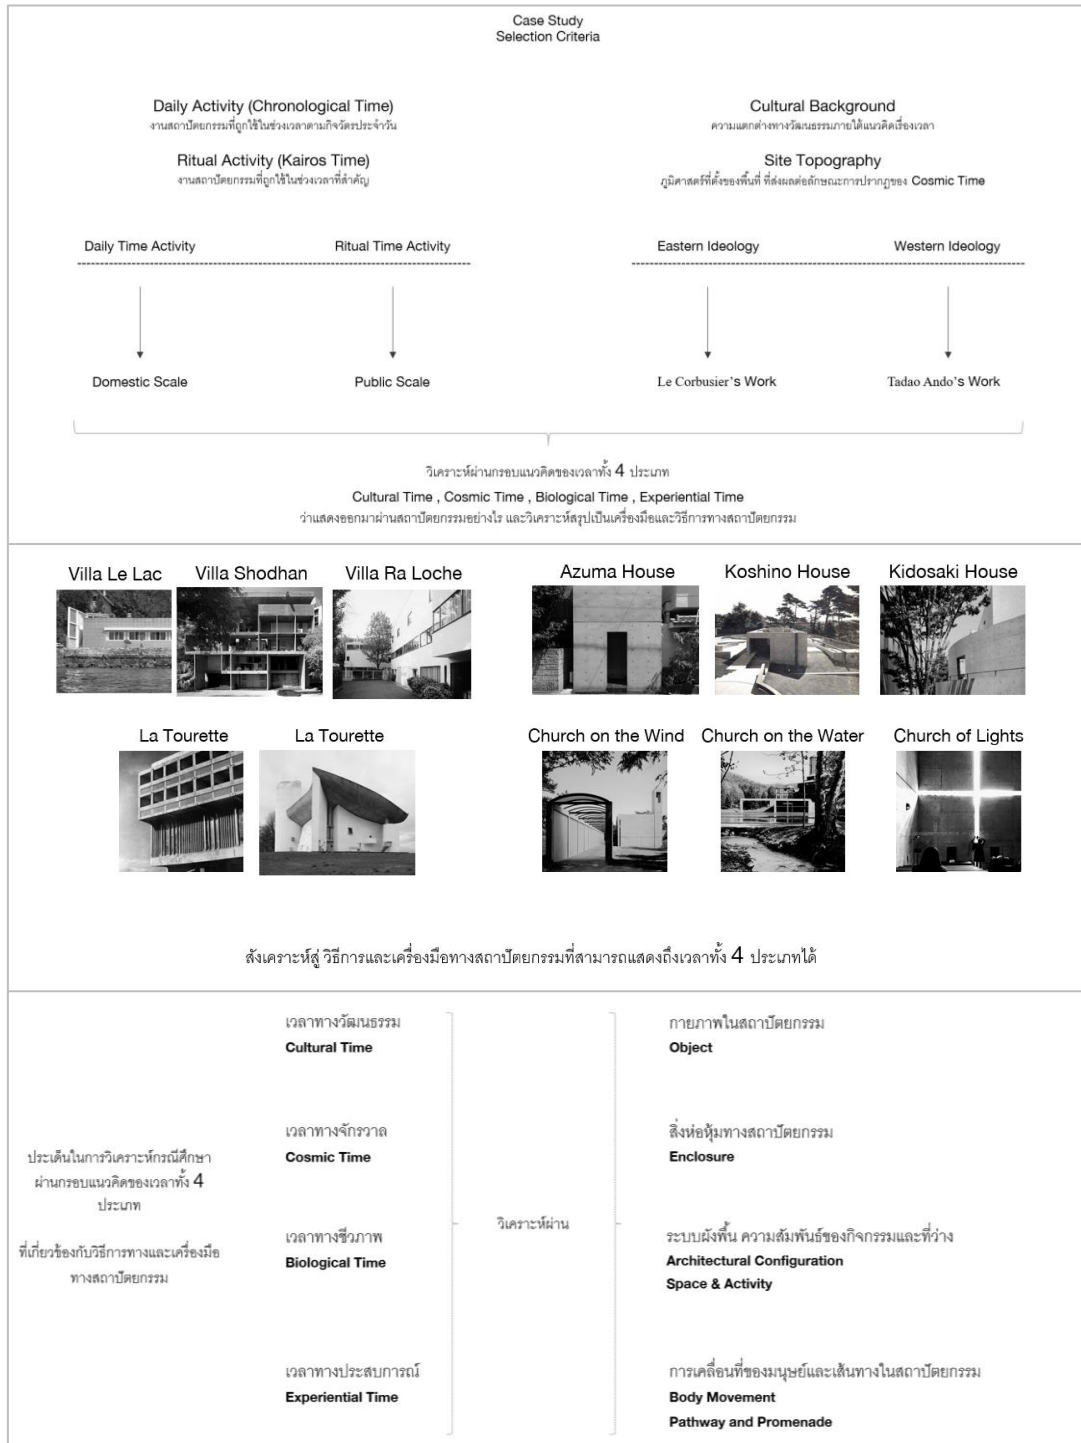 Case Study
Selection Criteria
Daily Activity (Chronological Time)
งานสถาปัตยกรรมที่ถูกใช้ในช่วงเวลาตามกิจวัตรประจำวัน
Ritual Activity (Kairos Time)
งานสถาปัตยกรรมที่ถูกใช้ในช่วงเวลาที่สำคัญ
Cultural Background
ความแตกต่างทางวัฒนธรรมภายใต้แนวคิดเรื่องเวลา
Site Topography
ภูมิศาสตร์ที่ตั้งของพื้นที่ ที่ส่งผลต่อลักษณะการปรากฏของ Cosmic Time
Daily Time Activity
Ritual Time Activity
Eastern Ideology
Western Ideology
Domestic Scale
Public Scale
Le Corbusier's Work
Tadao Ando's Work
วิเคราะห์ผ่านกรอบแนวคิดของเวลาทั้ง 4 ประเภท
Cultural Time , Cosmic Time , Biological Time , Experiential Time
ว่าแสดงออกมาผ่านสถาปัตยกรรมอย่างไร และวิเคราะห์สรุปเป็นเครื่องมือและวิธีการทางสถาปัตยกรรม
Villa Le Lac
Villa Shodhan
Villa Ra Loche
Azuma House
Koshino House
Kidosaki House
La Tourette
La Tourette
Church on the Wind
Church on the Water
Church of Lights
สังเคราะห์สู่ วิธีการและเครื่องมือทางสถาปัตยกรรมที่สามารถแสดงถึงเวลาทั้ง 4 ประเภทได้
ประเด็นในการวิเคราะห์กรณีศึกษา
ผ่านกรอบแนวคิดของเวลาทั้ง 4
ประเภท
ที่เกี่ยวข้องกับวิธีการทางและเครื่องมือ
ทางสถาปัตยกรรม
เวลาทางวัฒนธรรม
Cultural Time
เวลาทางจักรวาล
Cosmic Time
เวลาทางชีวภาพ
Biological Time
เวลาทางประสบการณ์
Experiential Time
วิเคราะห์ผ่าน
กายภาพในสถาปัตยกรรม
Object
สิ่งห่อหุ้มทางสถาปัตยกรรม
Enclosure
ระบบผังพื้น ความสัมพันธ์ของกิจกรรมและที่ว่าง
Architectural Configuration
Space & Activity
การเคลื่อนที่ของมนุษย์และเส้นทางในสถาปัตยกรรม
Body Movement
Pathway and Promenade